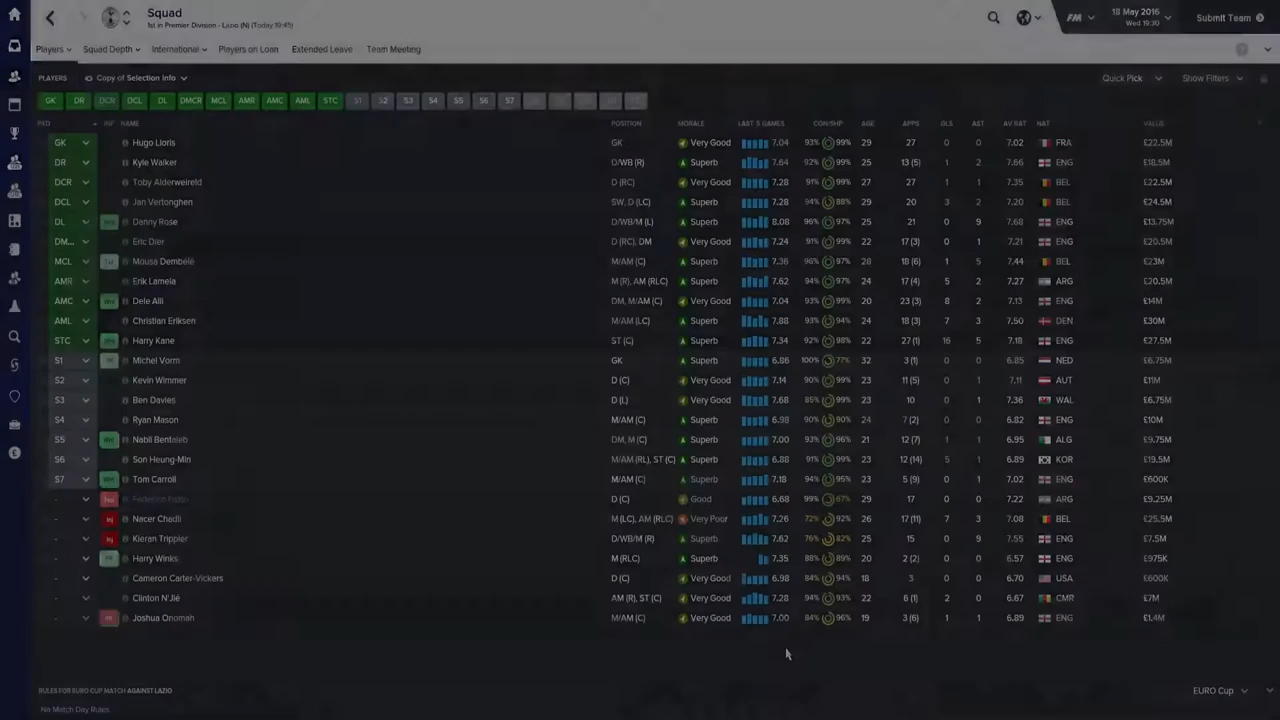 Squad
1st in Premier Division - Lazio (N) (Today 19:45)
FM
18 May 2016
Wed 19:30
Submit Team
Players Squad Depth International Players on Loan Extended Leave Team Meeting
PLAYERS Copy of Selection Info Quick Pick Show Filters
GK DR DCR DCL DL DMCR MCL AMR AMC AML STC S1 S2 S3 S4 S5 S6 S7
PKD INF NAME POSITION MORALE LAST 5 GAMES CON/SHP AGE APPS GLS AST AV RAT NAT VALUE
GK Hugo Lloris GK Very Good 7.04 93% 99% 29 27 0 0 7.02 FRA £22.5M
DR Kyle Walker D/WB (R) Superb 7.64 92% 99% 25 13 (5) 1 2 7.66 ENG £18.5M
DCR Toby Alderweireld D (RC) Very Good 7.28 91% 99% 27 27 1 1 7.35 BEL £22.5M
DCL Jan Vertonghen SW, D (LC) Superb 7.28 94% 88% 29 20 3 2 7.20 BEL £24.5M
DL Danny Rose D/WB/M (L) Superb 8.08 96% 97% 25 21 0 9 7.68 ENG £13.75M
DM... Eric Dier D (RC), DM Very Good 7.24 91% 99% 22 17 (3) 0 1 7.21 ENG £20.5M
MCL Mousa Dembélé M/AM (C) Superb 7.36 96% 97% 28 18 (6) 1 5 7.44 BEL £23M
AMR Erik Lamela M (R), AM (RLC) Superb 7.62 94% 97% 24 17 (4) 5 2 7.27 ARG £20.5M
AMC Dele Alli DM, M/AM (C) Very Good 7.04 93% 99% 20 23 (3) 8 2 7.13 ENG £14M
AML Christian Eriksen M/AM (LC) Superb 7.88 93% 94% 24 18 (3) 7 3 7.50 DEN £30M
STC Harry Kane ST (C) Superb 7.34 92% 98% 22 27 (1) 16 5 7.18 ENG £27.5M
S1 Michel Vorm GK Superb 6.86 100% 77% 32 3 (1) 0 0 6.85 NED £6.75M
S2 Kevin Wimmer D (C) Very Good 7.14 90% 99% 23 11 (5) 0 1 7.11 AUT £11M
S3 Ben Davies D (L) Very Good 7.68 85% 99% 23 10 0 1 7.36 WAL £6.75M
S4 Ryan Mason M/AM (C) Superb 6.98 90% 90% 24 7 (2) 0 0 6.82 ENG £10M
S5 Nabil Bentaleb DM, M (C) Superb 7.00 93% 96% 21 12 (7) 1 1 6.95 ALG £9.75M
S6 Son Heung-Min M/AM (RL), ST (C) Superb 6.88 91% 99% 23 12 (14) 5 1 6.89 KOR £19.5M
S7 Tom Carroll M/AM (C) Superb 7.18 94% 95% 23 5 (9) 0 1 7.02 ENG £600K
- Federico Fazio D (C) Good 6.68 99% 67% 29 17 0 0 7.22 ARG £9.25M
- Inj Nacer Chadli M (LC), AM (RLC) Very Poor 7.26 72% 92% 26 17 (11) 7 3 7.08 BEL £25.5M
- Inj Kieran Trippier D/WB/M (R) Superb 7.62 76% 82% 25 15 0 9 7.55 ENG £7.5M
- Harry Winks M (RLC) Superb 7.35 88% 89% 20 2 (2) 0 0 6.57 ENG £975K
- Cameron Carter-Vickers D (C) Very Good 6.98 84% 94% 18 3 0 0 6.70 USA £600K
- Clinton N'Jié AM (R), ST (C) Very Good 7.28 94% 93% 22 6 (1) 2 0 6.67 CMR £7M
- Joshua Onomah M/AM (C) Very Good 7.00 84% 96% 19 3 (6) 1 1 6.89 ENG £1.4M
RULES FOR EURO CUP MATCH AGAINST LAZIO EURO Cup
No Match Day Rules